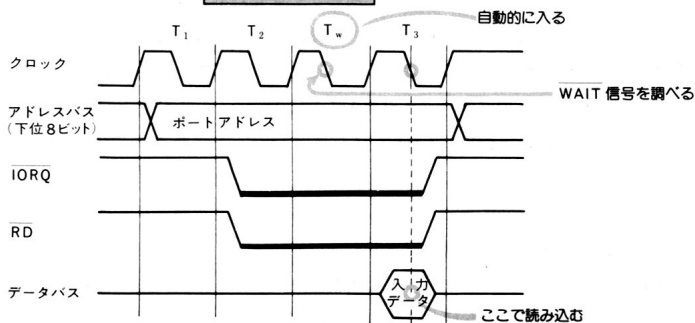 自動的に入る
T₁ T₂ Tw T₃
クロック
WAIT 信号を調べる
アドレスバス
(下位8ビット)
ポートアドレス
IORQ
RD
データバス
入力
データ
ここで読み込む